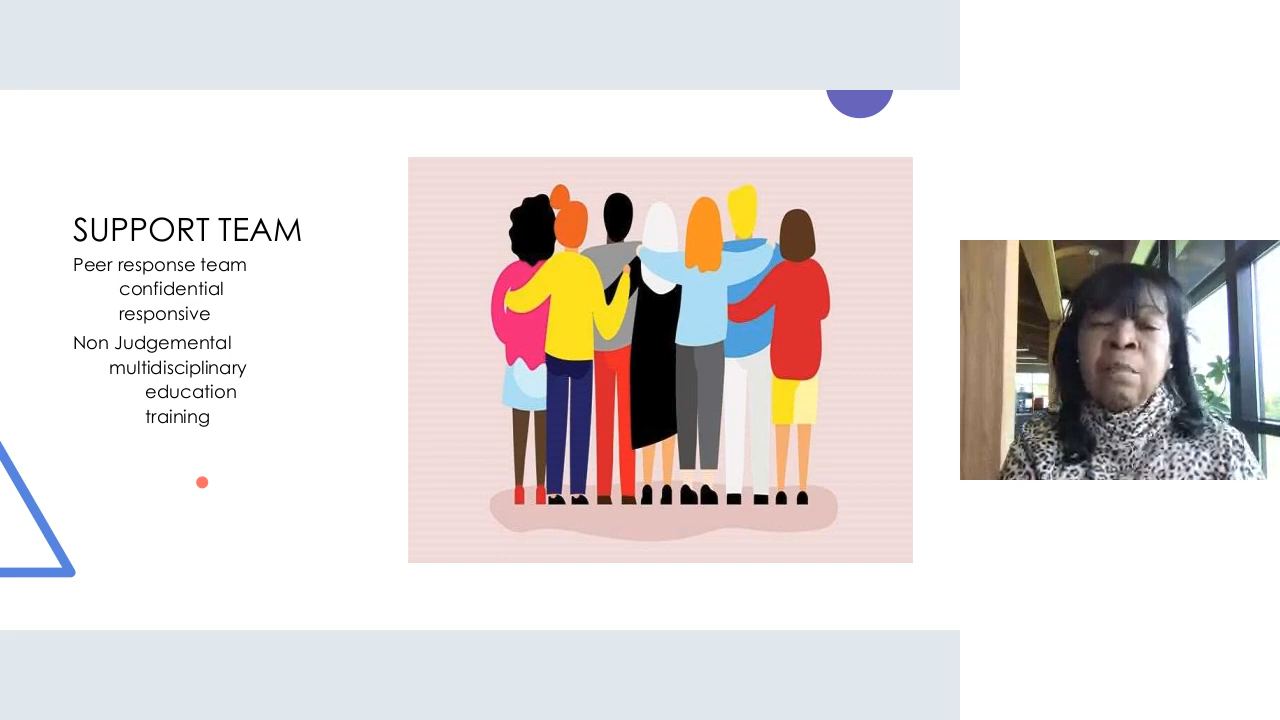 SUPPORT TEAM
Peer response team
confidential
responsive
Non Judgemental
multidisciplinary
education
training